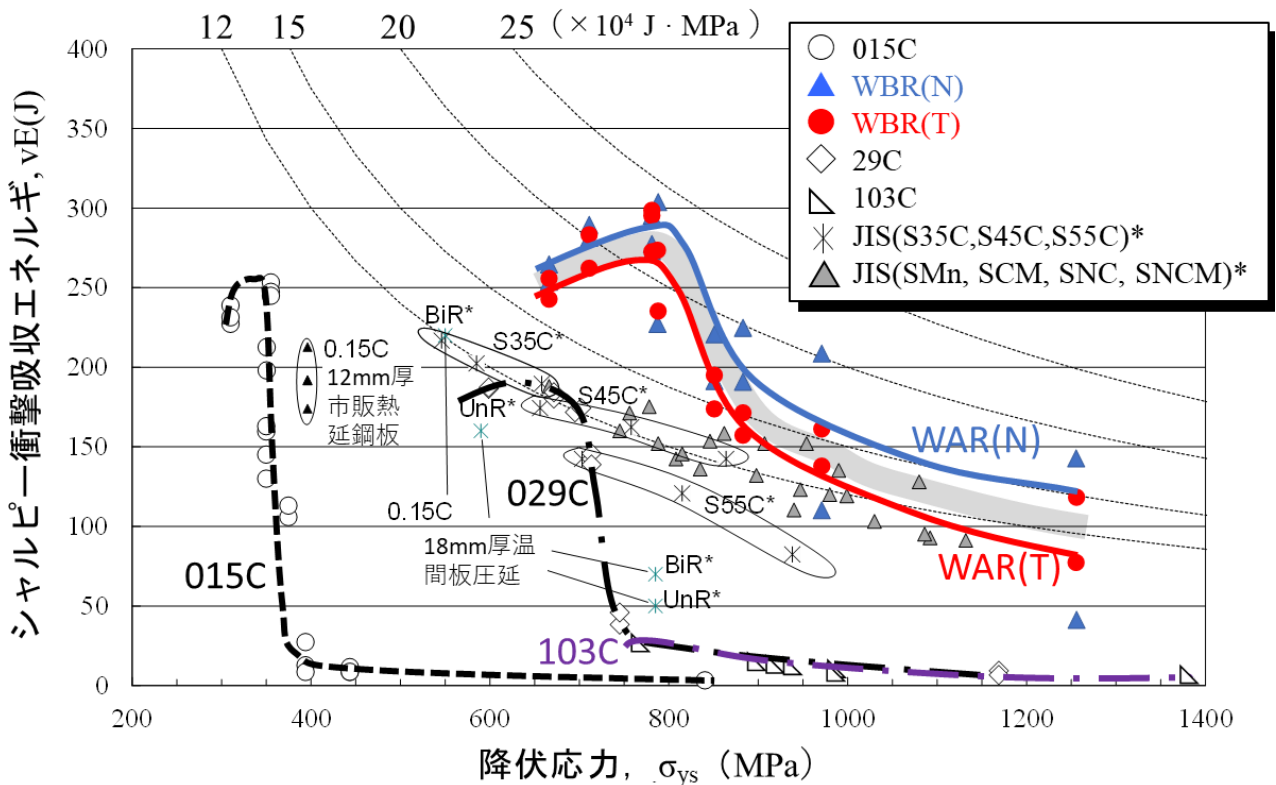 12 15 20 25 (×10⁴ J · MPa)
シャルピー衝撃吸収エネルギ, vE(J)
400
350
300
250
200
150
100
50
0
200 400 600 800 1000 1200 1400
降伏応力, σys (MPa)
015C
WBR(N)
WBR(T)
29C
103C
JIS(S35C,S45C,S55C)*
JIS(SMn, SCM, SNC, SNCM)*
BiR*
S35C*
0.15C
12mm厚
市販熱
延鋼板
UnR*
S45C*
WAR(N)
029C
S55C*
0.15C
18mm厚温
間板圧延
BiR*
UnR*
015C
WAR(T)
103C